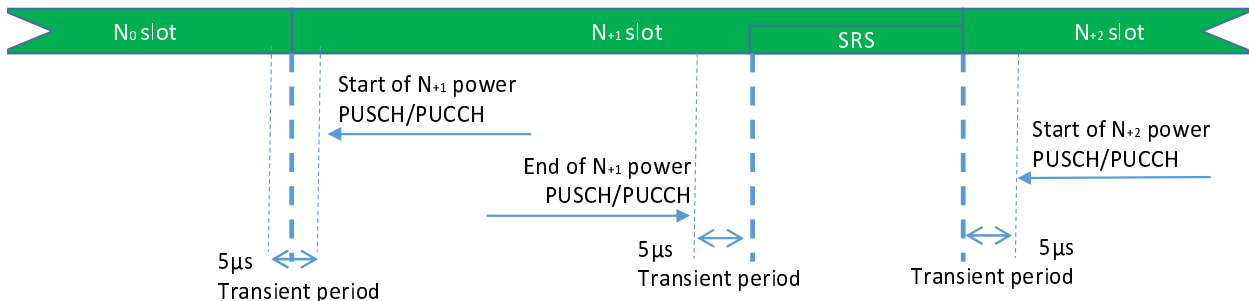 N₀ slot
N₊₁ slot
SRS
N₊₂ slot
Start of N₊₁ power
PUSCH/PUCCH
End of N₊₁ power
PUSCH/PUCCH
Start of N₊₂ power
PUSCH/PUCCH
5µs
Transient period
5µs
Transient period
5µs
Transient period